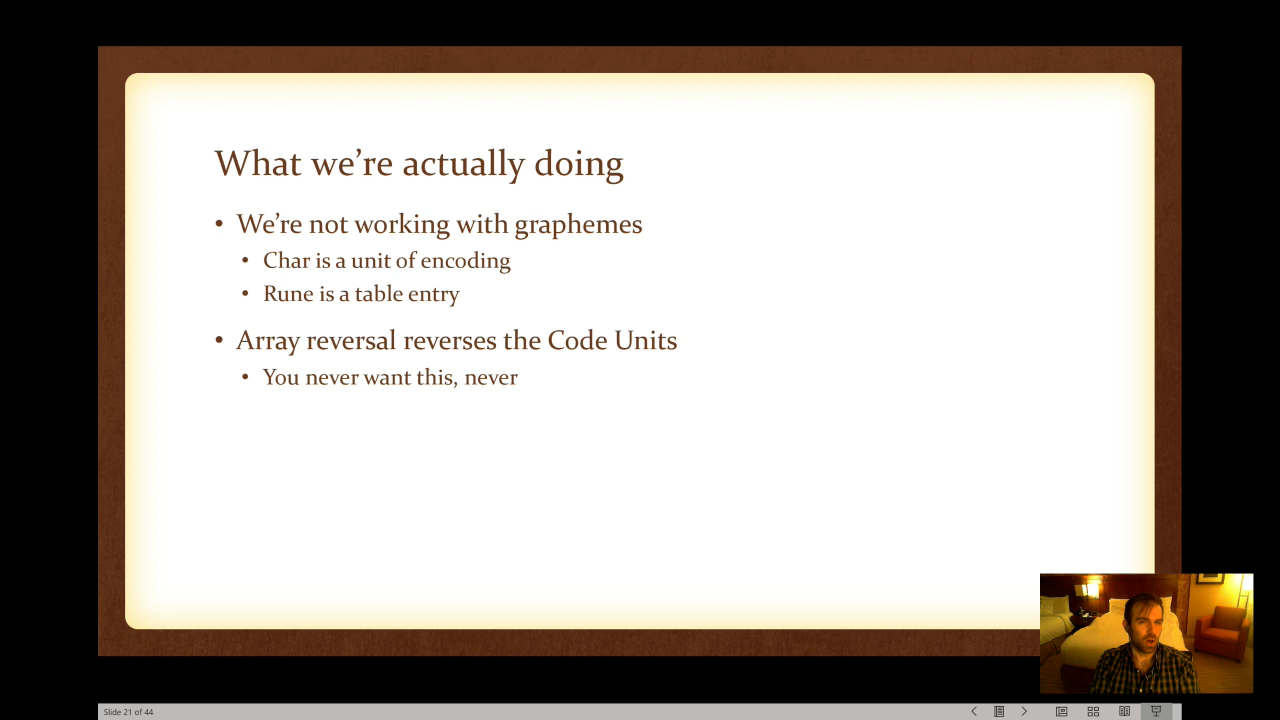 What we’re actually doing
• We’re not working with graphemes
• Char is a unit of encoding
• Rune is a table entry
• Array reversal reverses the Code Units
• You never want this, never
Slide 21 of 44